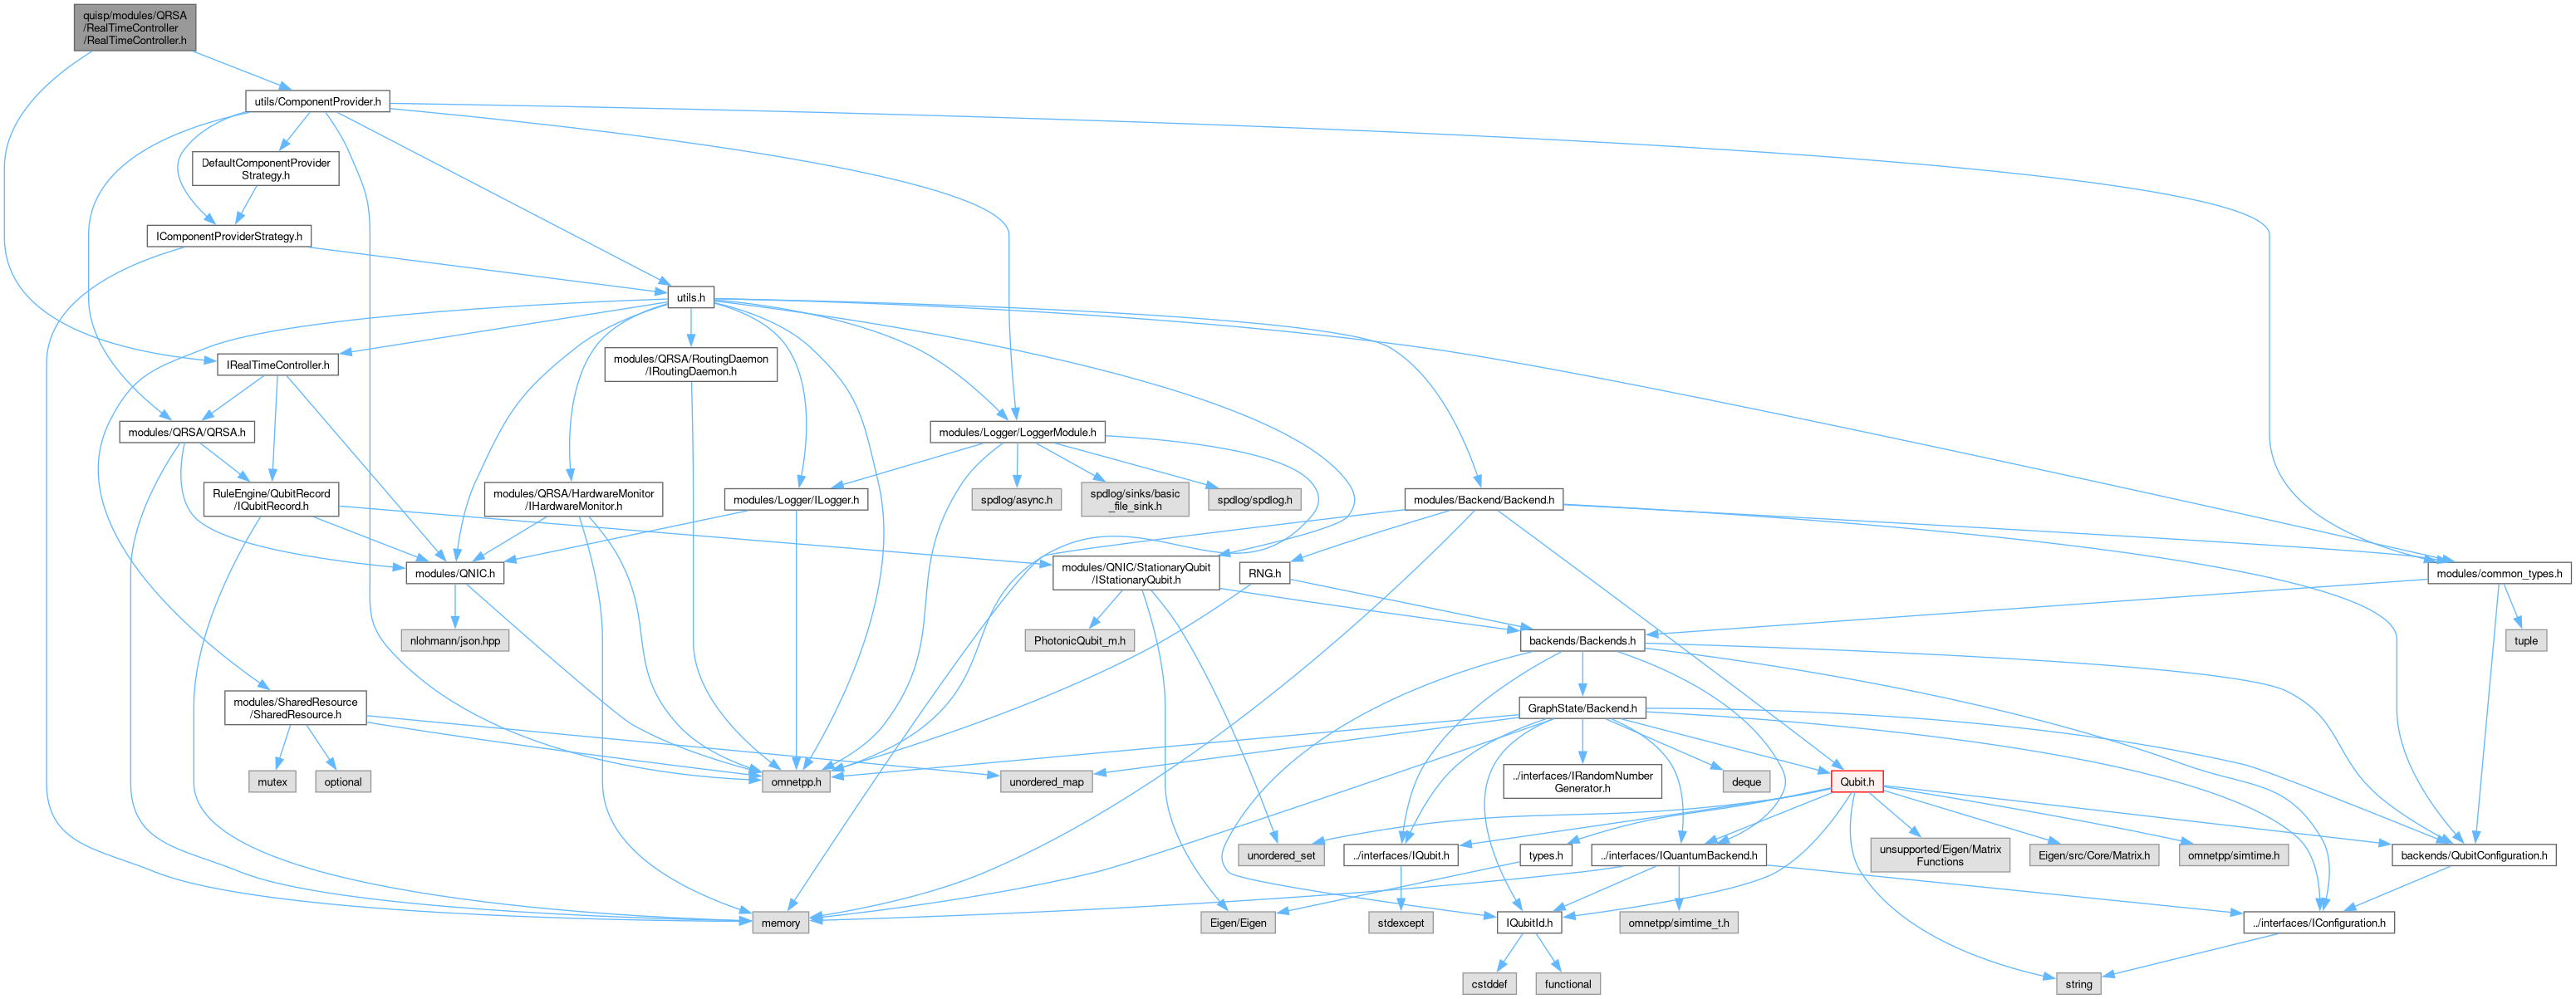 quisp/modules/QRSA
/RealTimeController
/RealTimeController.h
utils/ComponentProvider.h
DefaultComponentProvider
Strategy.h
IComponentProviderStrategy.h
utils.h
IRealTimeController.h
modules/QRSA/RoutingDaemon
/IRoutingDaemon.h
modules/QRSA/QRSA.h
modules/Logger/LoggerModule.h
RuleEngine/QubitRecord
/IQubitRecord.h
modules/QRSA/HardwareMonitor
/IHardwareMonitor.h
modules/Logger/ILogger.h
spdlog/async.h
spdlog/sinks/basic
_file_sink.h
spdlog/spdlog.h
modules/Backend/Backend.h
modules/QNIC.h
modules/QNIC/StationaryQubit
/IStationaryQubit.h
RNG.h
modules/common_types.h
nlohmann/json.hpp
PhotonicQubit_m.h
backends/Backends.h
tuple
modules/SharedResource
/SharedResource.h
GraphState/Backend.h
mutex
optional
omnetpp.h
unordered_map
../interfaces/IRandomNumber
Generator.h
deque
Qubit.h
unordered_set
../interfaces/IQubit.h
types.h
../interfaces/IQuantumBackend.h
unsupported/Eigen/Matrix
Functions
Eigen/src/Core/Matrix.h
omnetpp/simtime.h
backends/QubitConfiguration.h
memory
Eigen/Eigen
stdexcept
IQubitId.h
omnetpp/simtime_t.h
../interfaces/IConfiguration.h
cstddef
functional
string